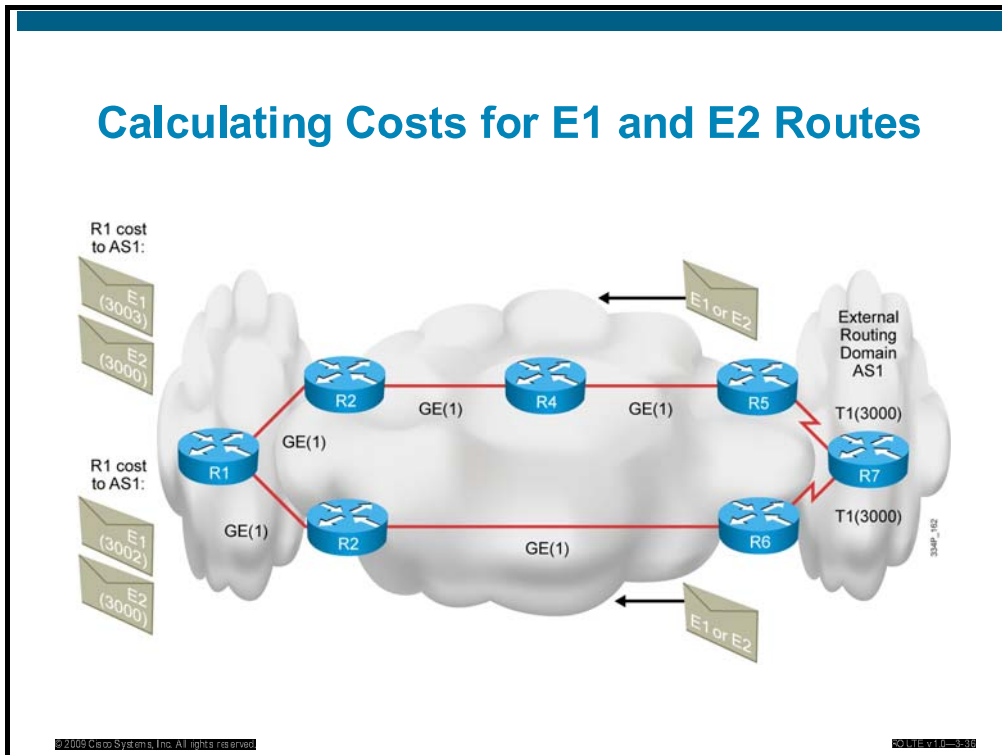 Calculating Costs for E1 and E2 Routes
R1 cost
to AS1:
E1
(3003)
E2
(3000)
E1 or E2
External
Routing
Domain
AS1
R2
GE(1)
R4
GE(1)
R5
T1(3000)
GE(1)
R1
R7
R1 cost
to AS1:
E1
(3002)
E2
(3000)
GE(1)
R2
GE(1)
R6
T1(3000)
E1 or E2
334P_162
© 2009 Cisco Systems, Inc. All rights reserved.
ROUTE v1.0—3-36